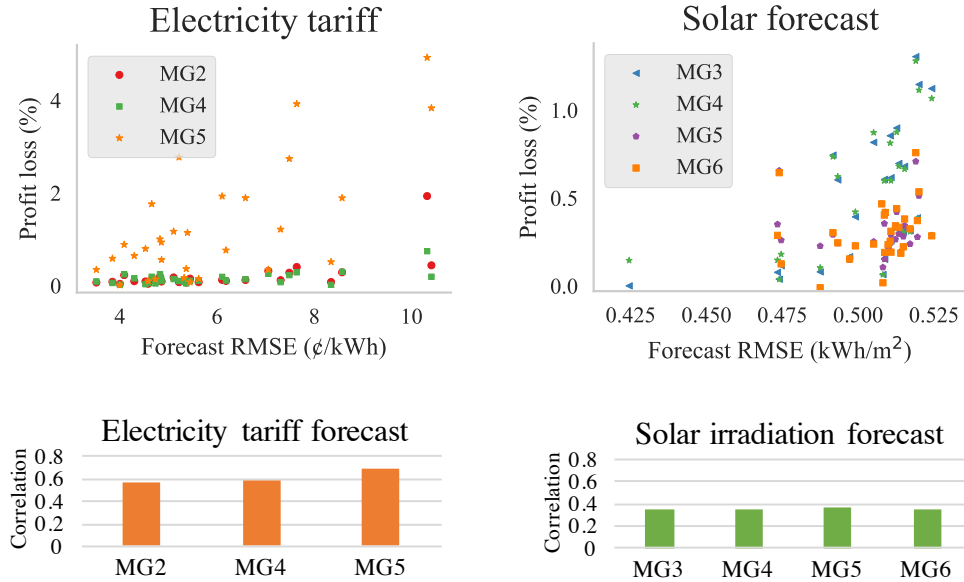 Electricity tariff
Profit loss (%)
4
2
0
MG2
MG4
MG5
4 6 8 10
Forecast RMSE (¢/kWh)
Solar forecast
Profit loss (%)
1.0
0.5
0.0
MG3
MG4
MG5
MG6
0.425 0.450 0.475 0.500 0.525
Forecast RMSE (kWh/m²)
Electricity tariff forecast
Correlation
0.8
0.6
0.4
0.2
0
MG2 MG4 MG5
Solar irradiation forecast
Correlation
0.8
0.6
0.4
0.2
0
MG3 MG4 MG5 MG6